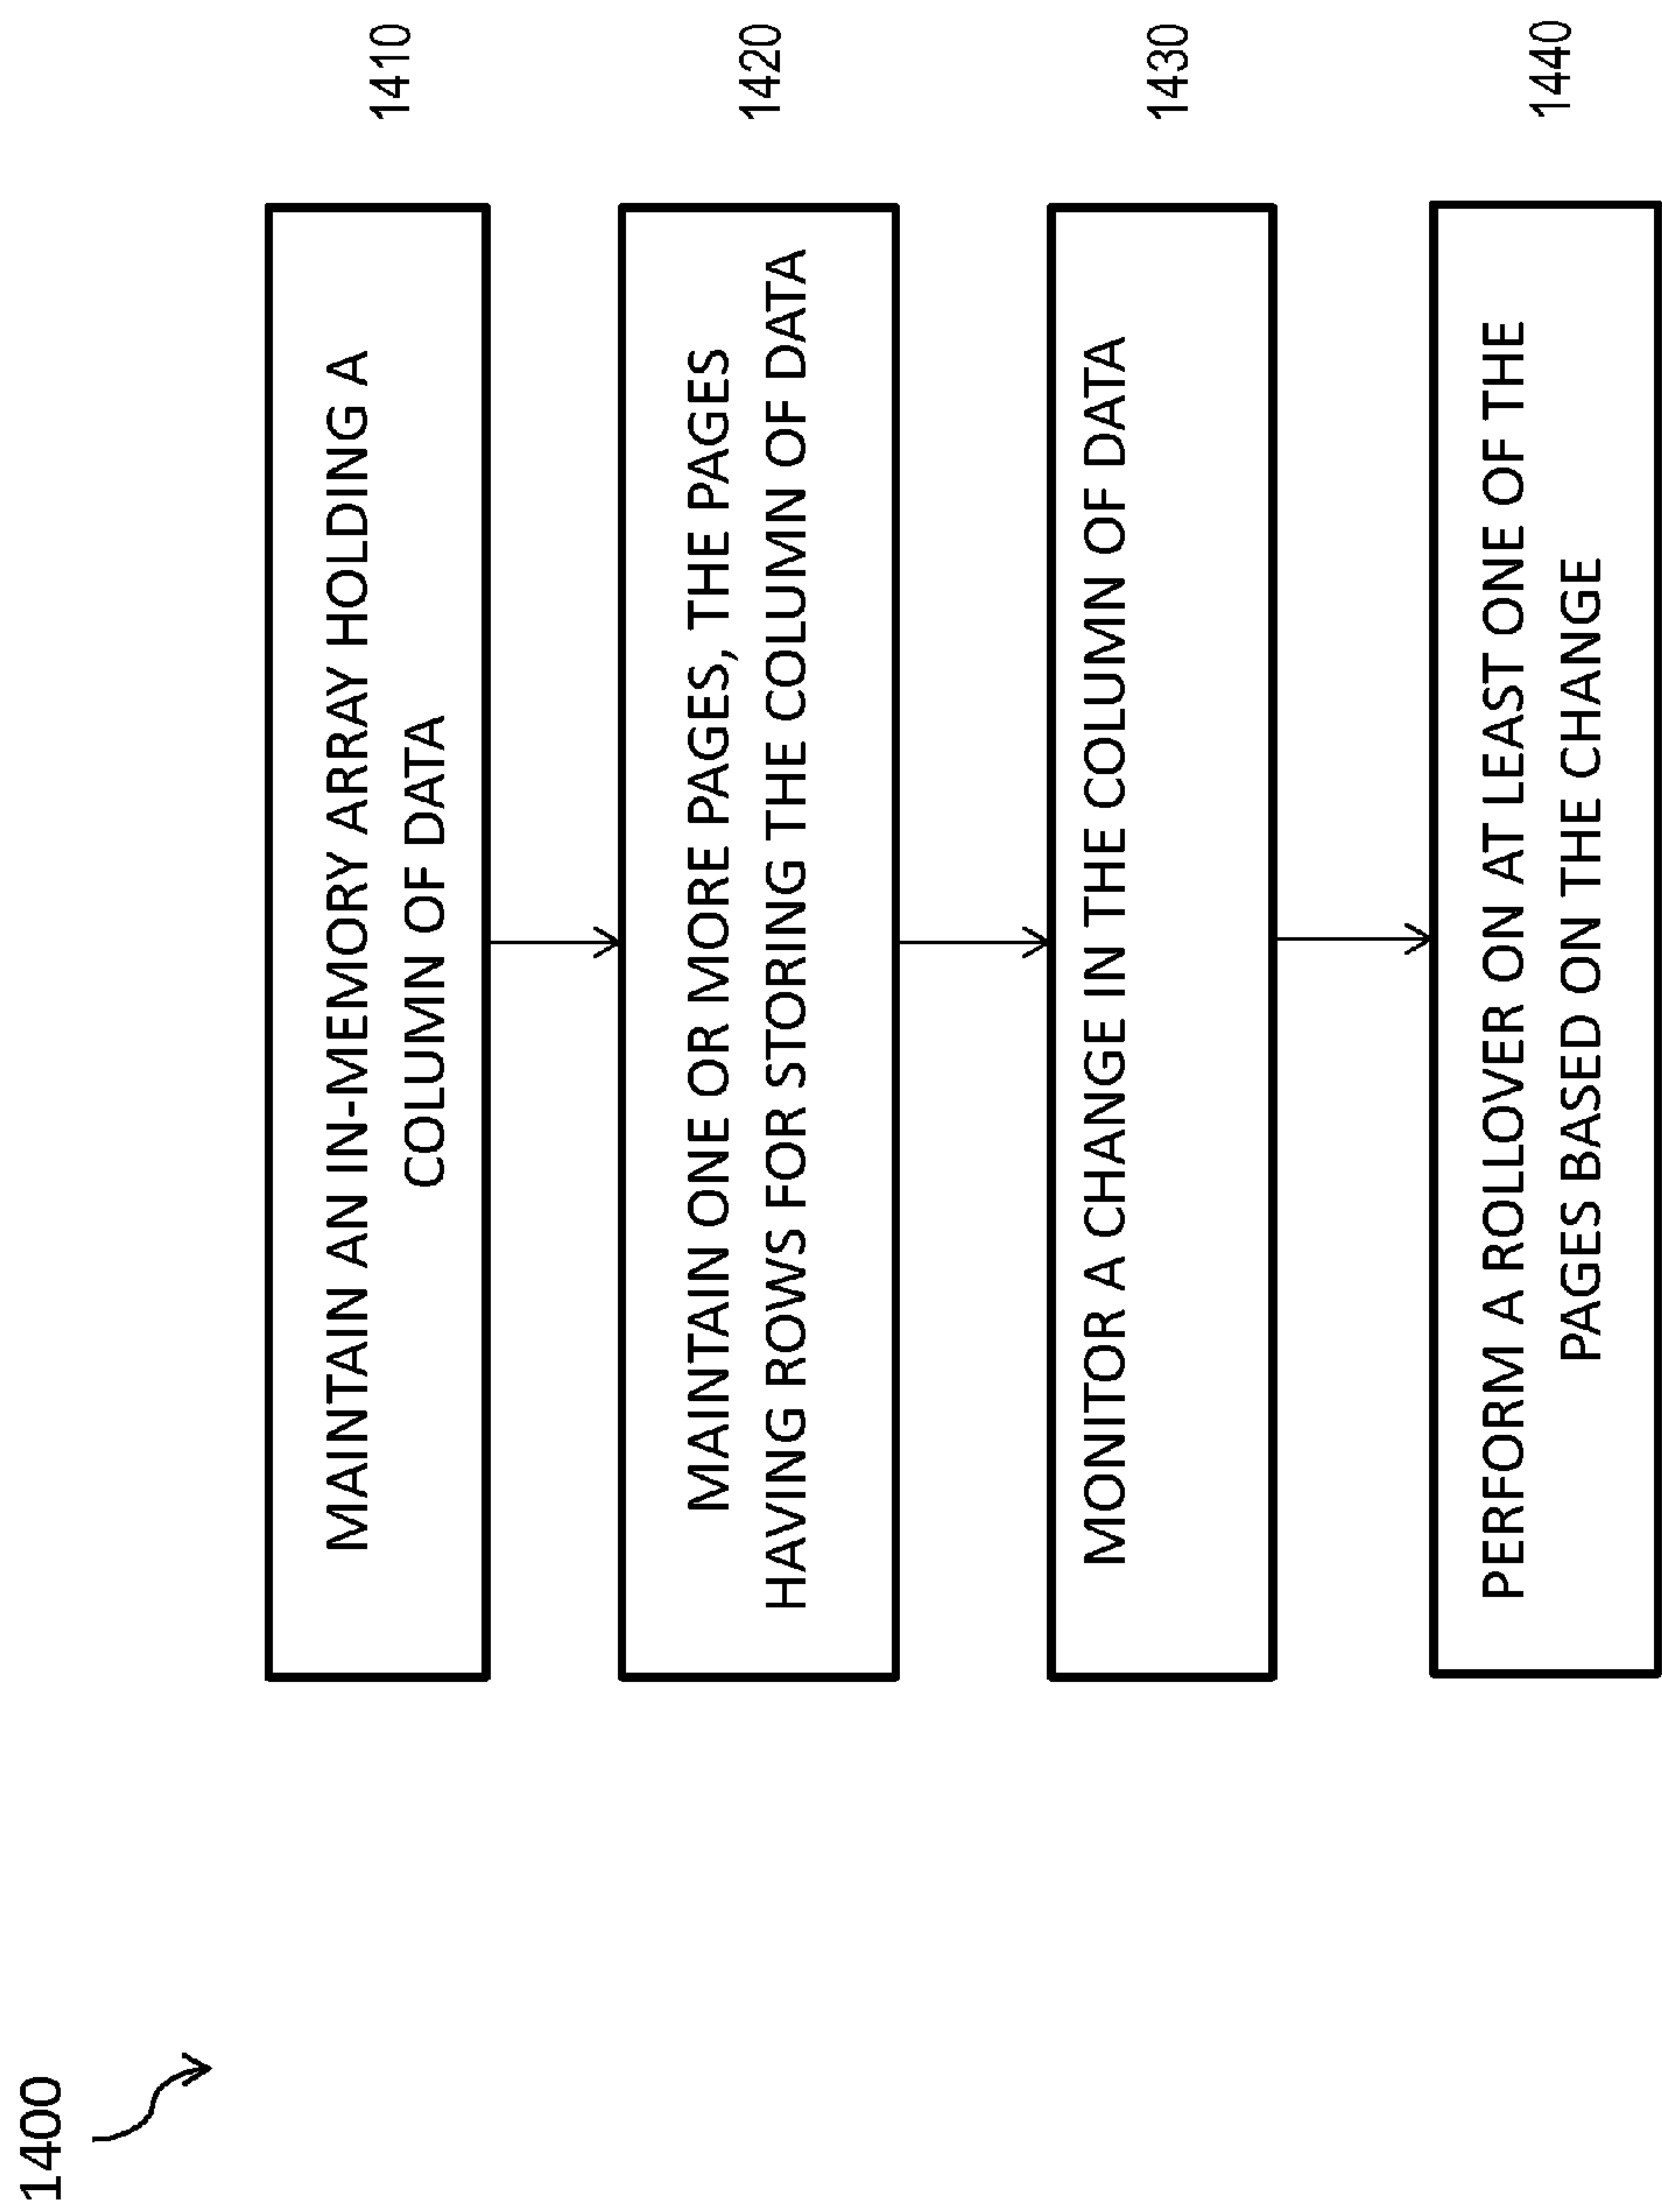 1400
MAINTAIN AN IN-MEMORY ARRAY HOLDING A
COLUMN OF DATA
1410
MAINTAIN ONE OR MORE PAGES, THE PAGES
HAVING ROWS FOR STORING THE COLUMN OF DATA
1420
MONITOR A CHANGE IN THE COLUMN OF DATA
1430
PERFORM A ROLLOVER ON AT LEAST ONE OF THE
PAGES BASED ON THE CHANGE
1440